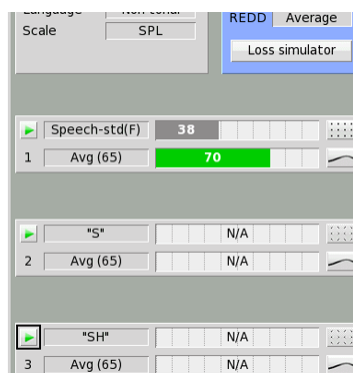 REDD Average
Scale SPL
Loss simulator
Speech-std(F) 38
1 Avg (65) 70
"S" N/A
2 Avg (65) N/A
"SH" N/A
3 Avg (65) N/A